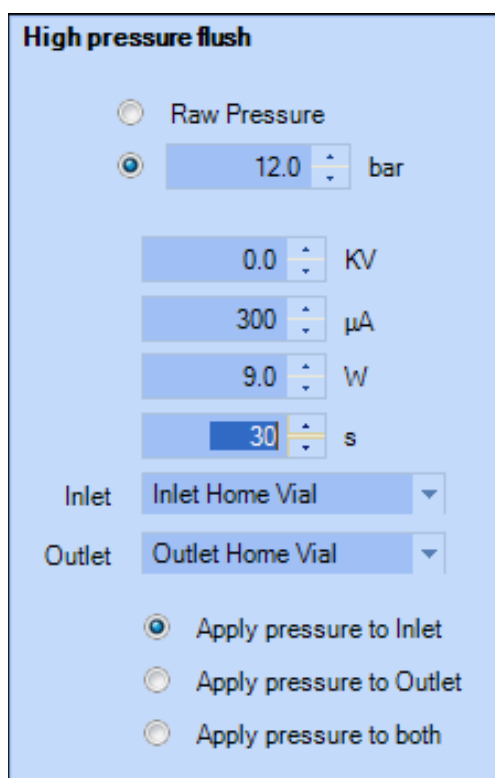 High pressure flush
Raw Pressure
12.0 bar
0.0 KV
300 µA
9.0 W
30 s
Inlet Inlet Home Vial
Outlet Outlet Home Vial
Apply pressure to Inlet
Apply pressure to Outlet
Apply pressure to both